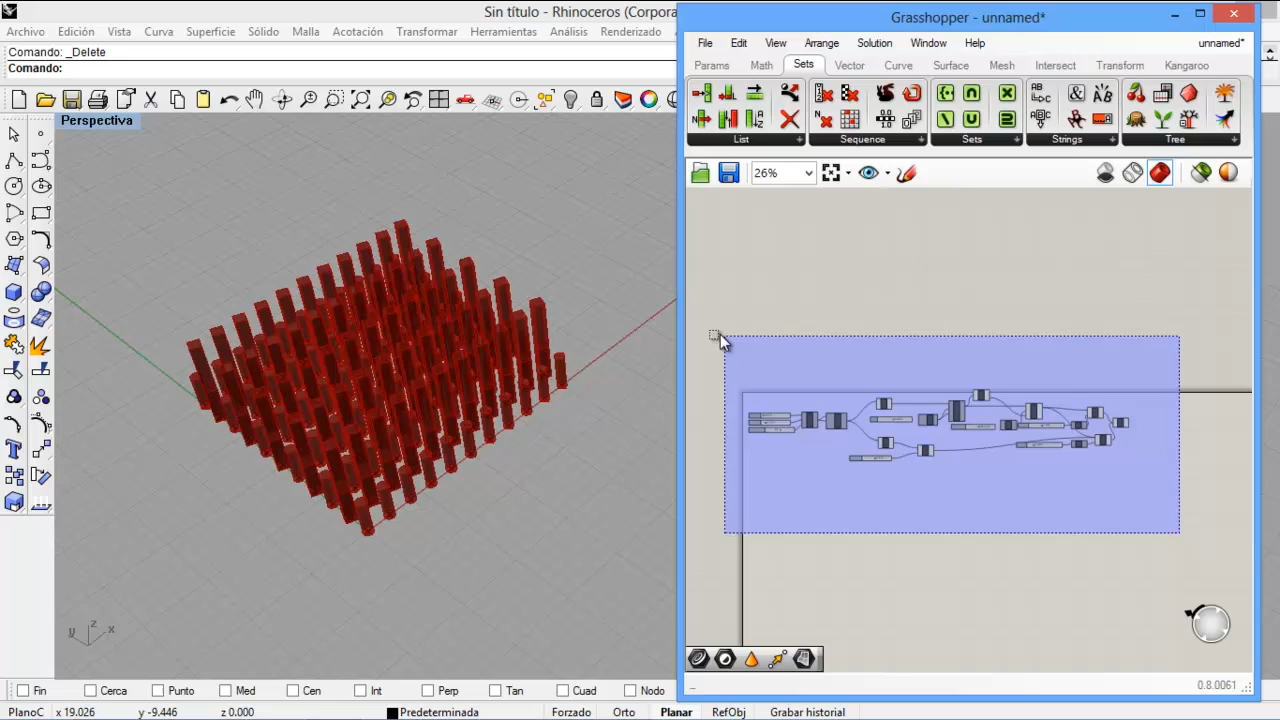 Sin título - Rhinoceros (Corpora
Archivo Edición Vista Curva Superficie Sólido Malla Acotación Transformar Herramientas Analizar Renderizado
Comando: _Delete
Comando:
Perspectiva
z
y x
Fin Cerca Punto Med Cen Int Perp Tan Cuad Nodo
PlanoC x 19.026 y -9.446 z 0.000 Predeterminada Forzado Orto Planar RefObj Grabar historial
Grasshopper - unnamed*
File Edit View Arrange Solution Window Help unnamed*
Params Math Sets Vector Curve Surface Mesh Intersect Transform Kangaroo
List Sequence Sets Strings Tree
26%
0.8.0061